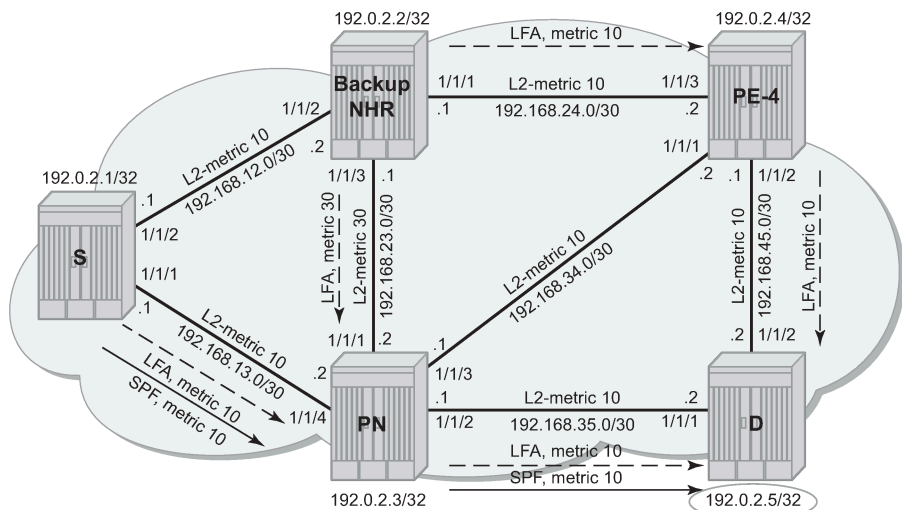 192.0.2.2/32
192.0.2.4/32
LFA, metric 10
Backup
NHR
PE-4
1/1/1
L2-metric 10
1/1/3
.1
192.168.24.0/30
.2
1/1/2
.2
L2-metric 10
192.168.12.0/30
1/1/3
.1
1/1/1
.2
.1
1/1/2
192.0.2.1/32
.1
1/1/2
S
1/1/1
.1
LFA, metric 30
L2-metric 30
192.168.23.0/30
L2-metric 10
192.168.34.0/30
L2-metric 10
192.168.45.0/30
LFA, metric 10
L2-metric 10
192.168.13.0/30
LFA, metric 10
SPF, metric 10
1/1/1
.2
.2
1/1/4
.1
1/1/3
.2
1/1/2
PN
.1
1/1/2
L2-metric 10
192.168.35.0/30
.2
1/1/1
D
LFA, metric 10
SPF, metric 10
192.0.2.3/32
192.0.2.5/32